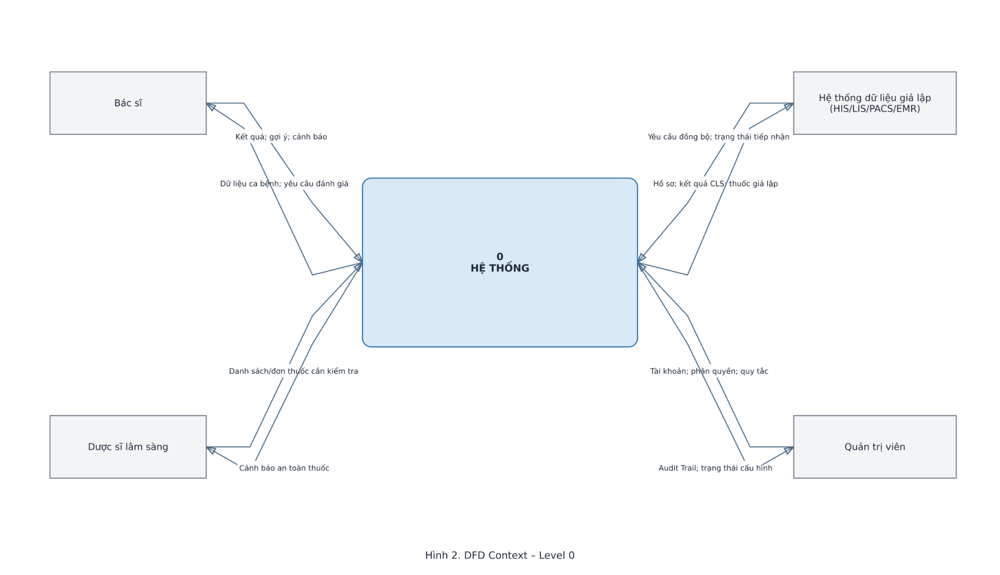 Bác sĩ
Hệ thống dữ liệu giả lập
(HIS/LIS/PACS/EMR)
Kết quả; gợi ý; cảnh báo
Yêu cầu đồng bộ; trạng thái tiếp nhận
Dữ liệu ca bệnh; yêu cầu đánh giá
Hồ sơ; kết quả CLS; thuốc giả lập
0
HỆ THỐNG
Danh sách/đơn thuốc cần kiểm tra
Tài khoản; phân quyền; quy tắc
Dược sĩ lâm sàng
Quản trị viên
Cảnh báo an toàn thuốc
Audit Trail; trạng thái cấu hình
Hình 2. DFD Context – Level 0